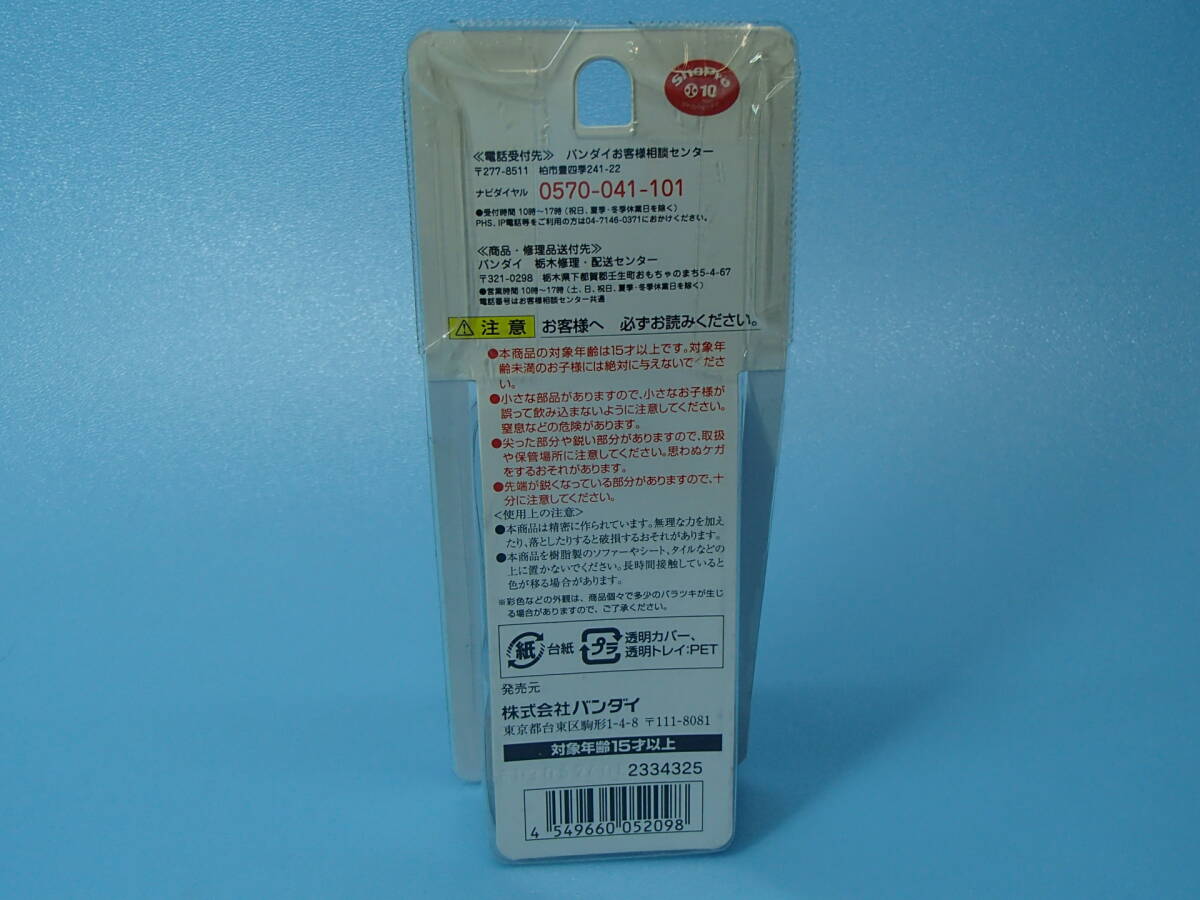 ShoPro
10
≪電話受付先≫ バンダイお客様相談センター
〒277-8511 柏市豊四季241-22
ナビダイヤル 0570-041-101
●受付時間 10時～17時(祝日、夏季・冬季休業日を除く)
PHS、IP電話等をご利用の方は04-7146-0371におかけください。
≪商品・修理品送付先≫
バンダイ 栃木修理・配送センター
〒321-0298 栃木県下都賀郡壬生町おもちゃのまち5-4-67
●営業時間 10時～17時(土、日、祝日、夏季・冬季休業日を除く)
電話番号はお客様相談センター共通
注意 お客様へ 必ずお読みください。
●本商品の対象年齢は15才以上です。対象年
齢未満のお子様には絶対に与えないでくださ
い。
●小さな部品がありますので、小さなお子様が
誤って飲み込まないように注意してください。
窒息などの危険があります。
●尖った部分や鋭い部分がありますので、取扱
や保管場所に注意してください。思わぬケガ
をするおそれがあります。
●先端が鋭くなっている部分がありますので、十
分に注意してください。
<使用上の注意>
●本商品は精密に作られています。無理な力を加え
たり、落としたりすると破損するおそれがあります。
●本商品を樹脂製のソファーやシート、タイルなどの
上に置かないでください。長時間接触していると
色が移る場合があります。
※彩色などの外観は、商品個々で多少のバラツキが生じ
る場合がありますので、ご了承ください。
紙 台紙 プラ 透明カバー、
透明トレイ:PET
発売元
株式会社バンダイ
東京都台東区駒形1-4-8 〒111-8081
対象年齢15才以上
2334325
4 549660 052098